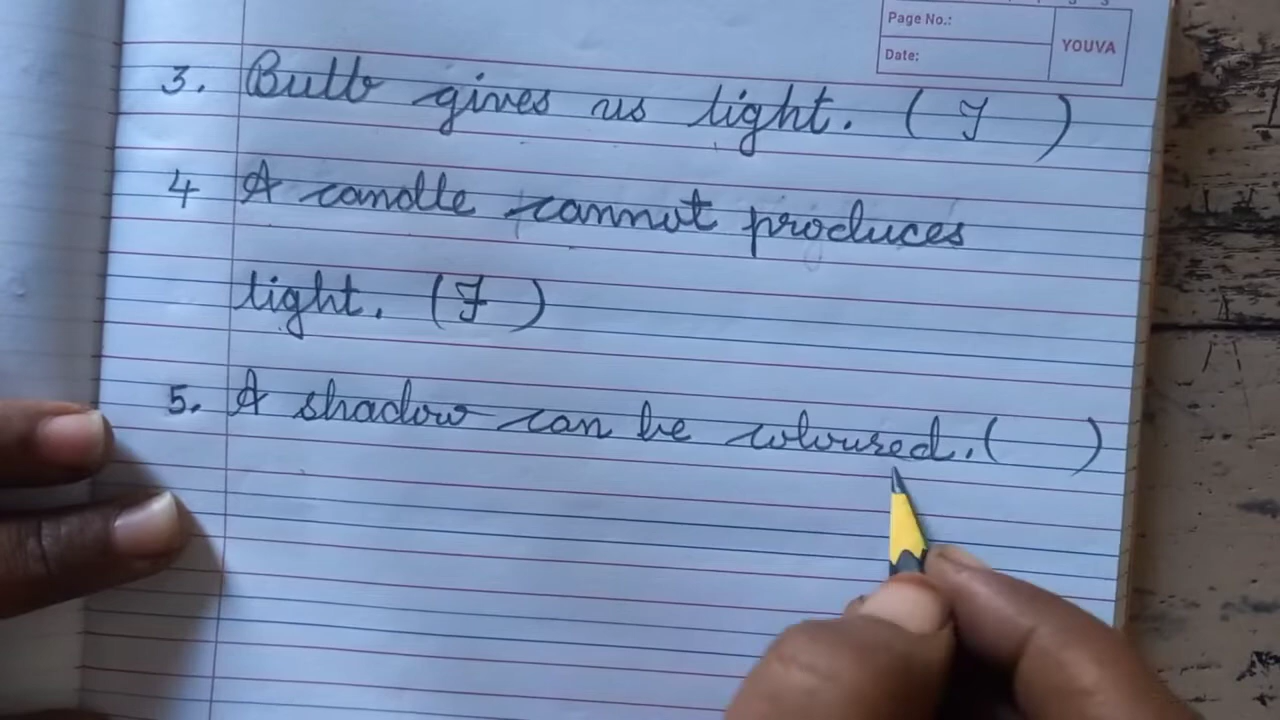 Page No.:
Date:
YOUVA
3. Bulb gives us light. ( T )
4 A candle cannot produces
light. (F )
5. A shadow can be coloured. ( )